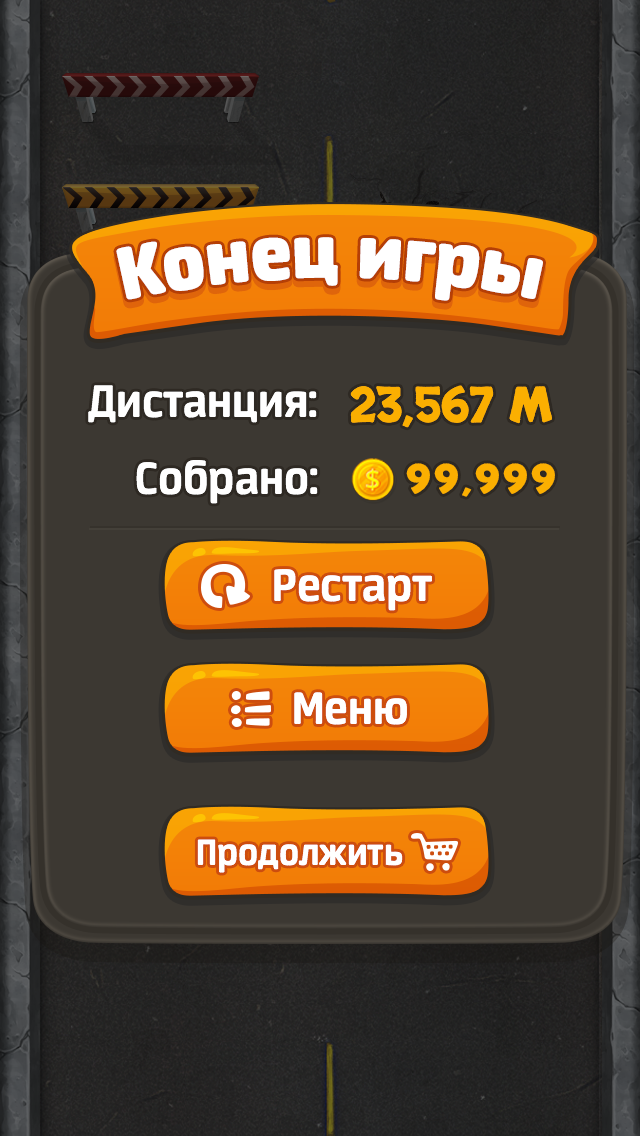 Конец игры
Дистанция: 23,567 М
Собрано: $ 99,999
Рестарт
Меню
Продолжить